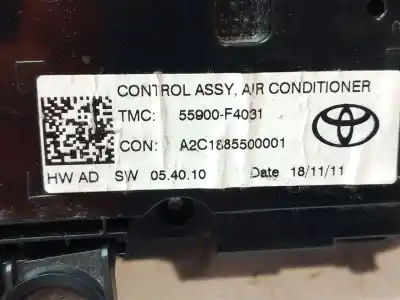 CONTROL ASSY, AIR CONDITIONER
TMC: 55900-F4031
CON: A2C1885500001
HW AD SW 05.40.10 Date 18/11/11